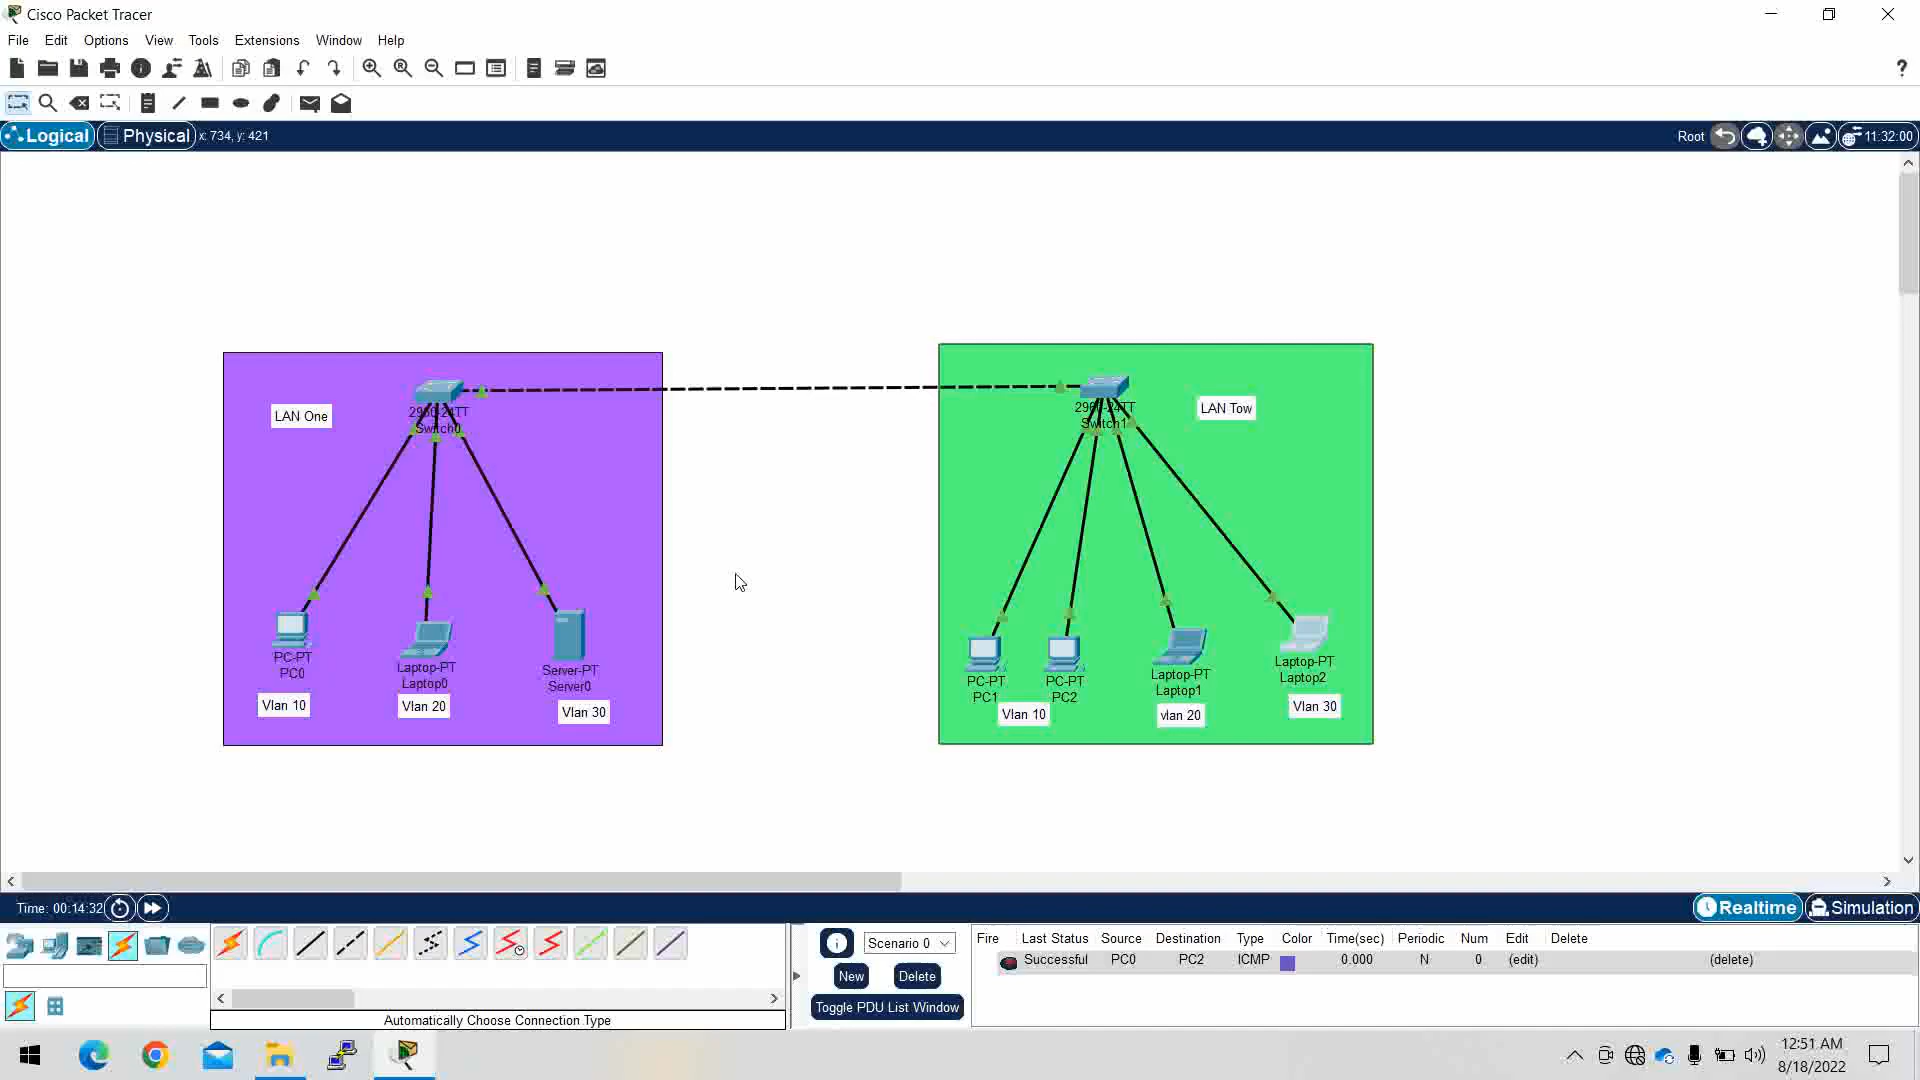 Cisco Packet Tracer
File Edit Options View Tools Extensions Window Help
?
Logical Physical x: 734, y: 421 Root 11:32:00
LAN One
2960-24TT
Switch0
PC-PT
PC0
Vlan 10
Laptop-PT
Laptop0
Vlan 20
Server-PT
Server0
Vlan 30
LAN Tow
2960-24TT
Switch1
PC-PT
PC1
PC-PT
PC2
Vlan 10
Laptop-PT
Laptop1
vlan 20
Laptop-PT
Laptop2
Vlan 30
Time: 00:14:32 Realtime Simulation
Automatically Choose Connection Type
Scenario 0
New Delete
Toggle PDU List Window
Fire Last Status Source Destination Type Color Time(sec) Periodic Num Edit Delete
Successful PC0 PC2 ICMP 0.000 N 0 (edit) (delete)
12:51 AM
8/18/2022